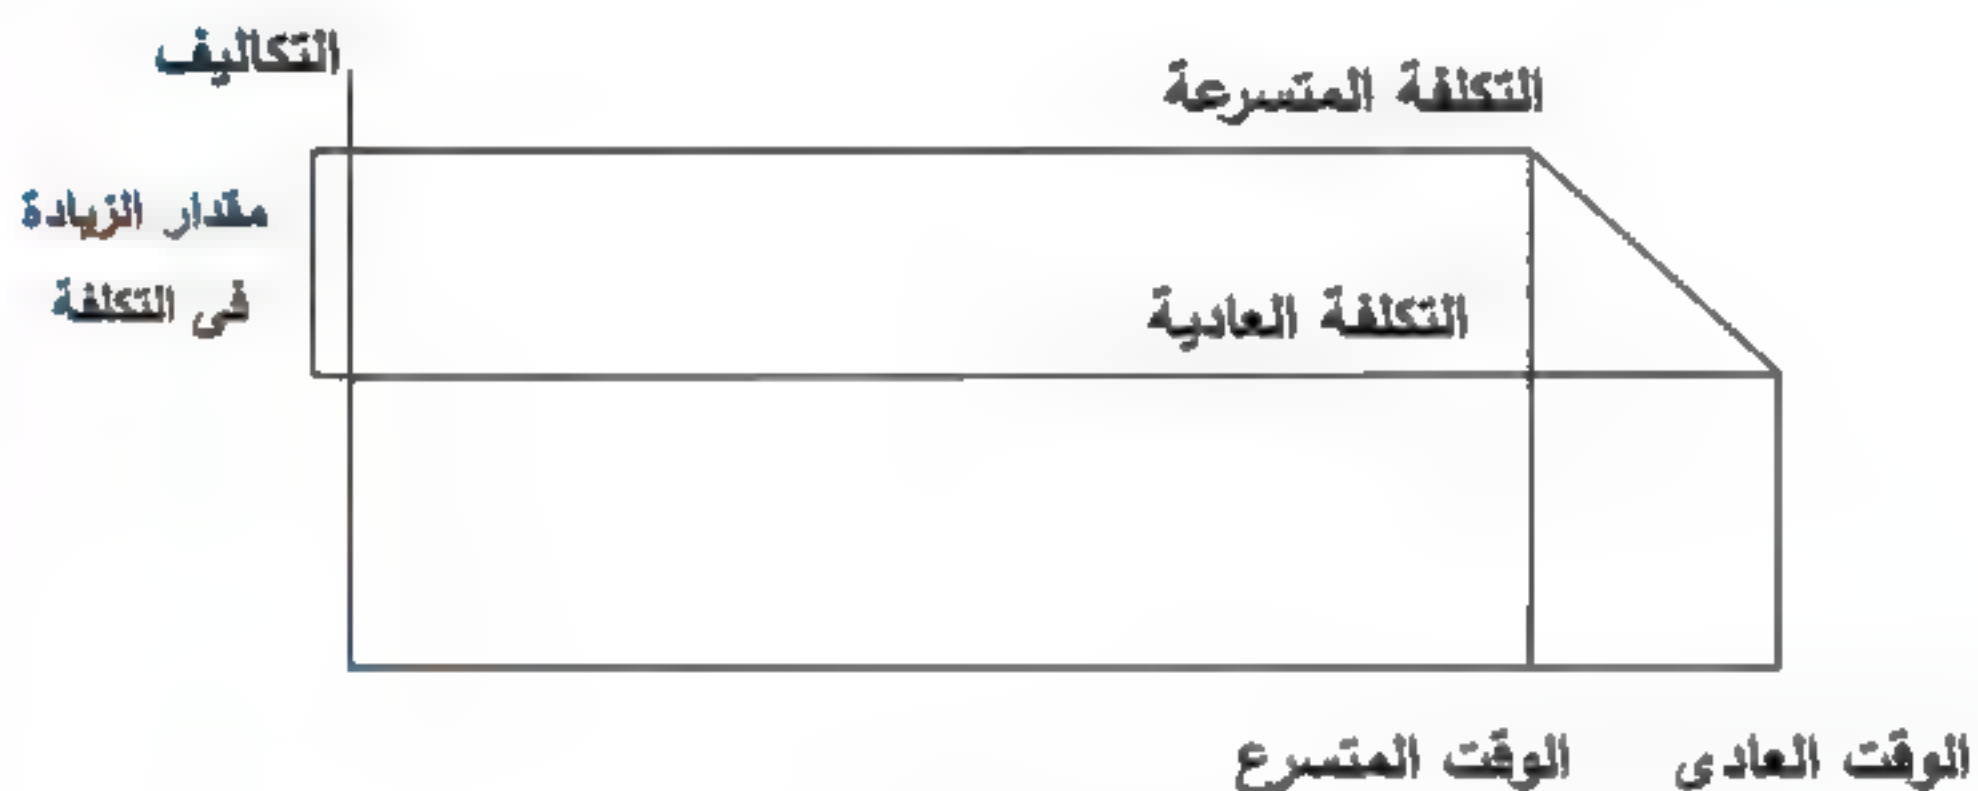 التكاليف
التكلفة المتسرعة
مقدار الزيادة
فى التكلفة
التكلفة العادية
الوقت العادى
الوقت المتسرع